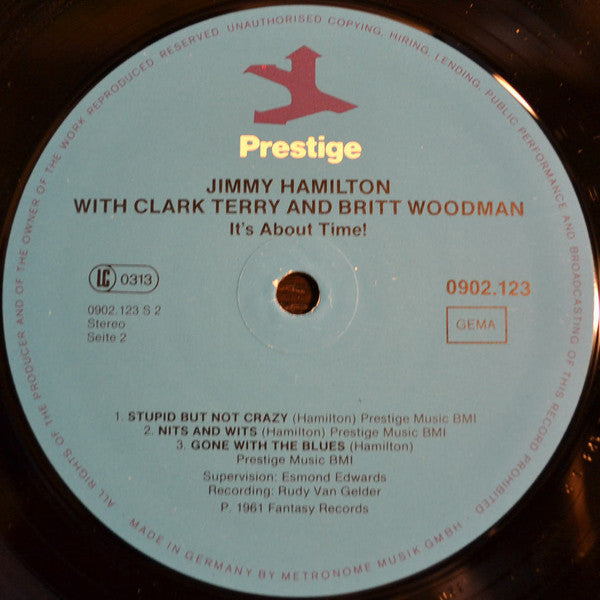 ALL RIGHTS OF THE PRODUCER AND OF THE OWNER OF THE WORK REPRODUCED RESERVED UNAUTHORISED COPYING, HIRING, LENDING, PUBLIC PERFORMANCE AND BROADCASTING OF THIS RECORD PROHIBITED
Prestige
JIMMY HAMILTON
WITH CLARK TERRY AND BRITT WOODMAN
It's About Time!
LC 0313
0902.123
0902.123 S 2
Stereo
Seite 2
GEMA
1. STUPID BUT NOT CRAZY (Hamilton) Prestige Music BMI
2. NITS AND WITS (Hamilton) Prestige Music BMI
3. GONE WITH THE BLUES (Hamilton)
Prestige Music BMI
Supervision: Esmond Edwards
Recording: Rudy Van Gelder
P. 1961 Fantasy Records
MADE IN GERMANY BY METRONOME MUSIK GMBH